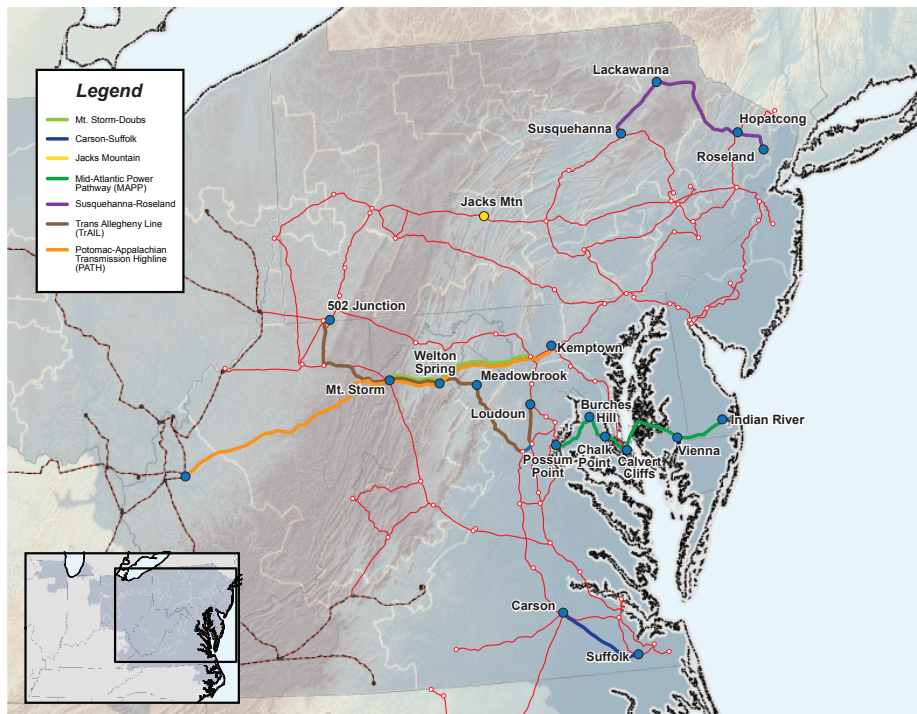 Legend
Mt. Storm-Doubs
Carson-Suffolk
Jacks Mountain
Mid-Atlantic Power
Pathway (MAPP)
Susquehanna-Roseland
Trans Allegheny Line
(TrAIL)
Potomac-Appalachian
Transmission Highline
(PATH)
Lackawanna
Hopatcong
Susquehanna
Roseland
Jacks Mtn
502 Junction
Kemptown
Welton
Spring
Meadowbrook
Mt. Storm
Burches
Hill
Loudoun
Indian River
Possum
Point
Chalk
Point
Calvert
Cliffs
Vienna
Carson
Suffolk